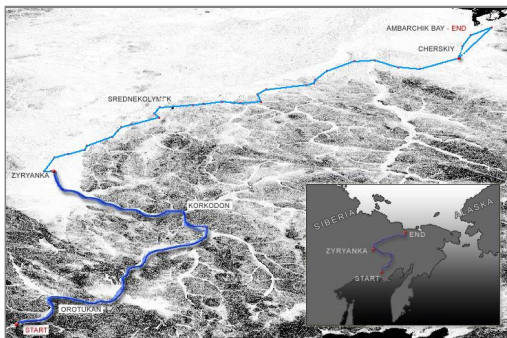 AMBARCHIK BAY - END
CHERSKIY
SREDNEKOLYMSK
ZYRYANKA
KORKODON
OROTUKAN
START
SIBERIA
ALASKA
END
ZYRYANKA
START